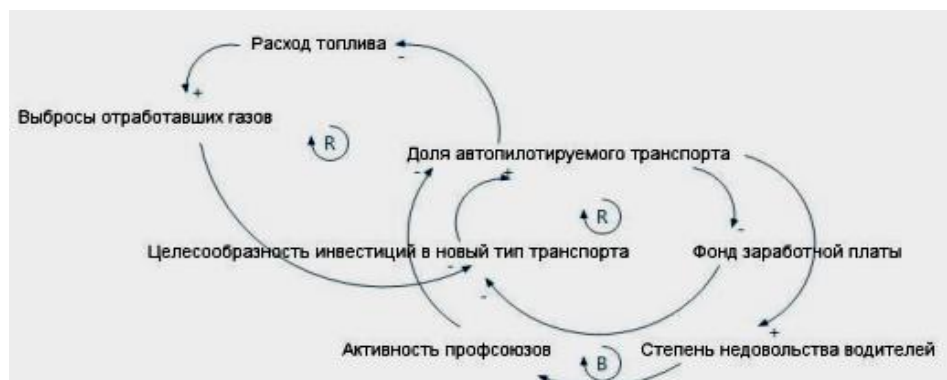 Расход топлива
-
+
Выбросы отработавших газов
R
Доля автопилотируемого транспорта
-
+
R
-
Целесообразность инвестиций в новый тип транспорта
Фонд заработной платы
-
-
+
Активность профсоюзов
Степень недовольства водителей
B